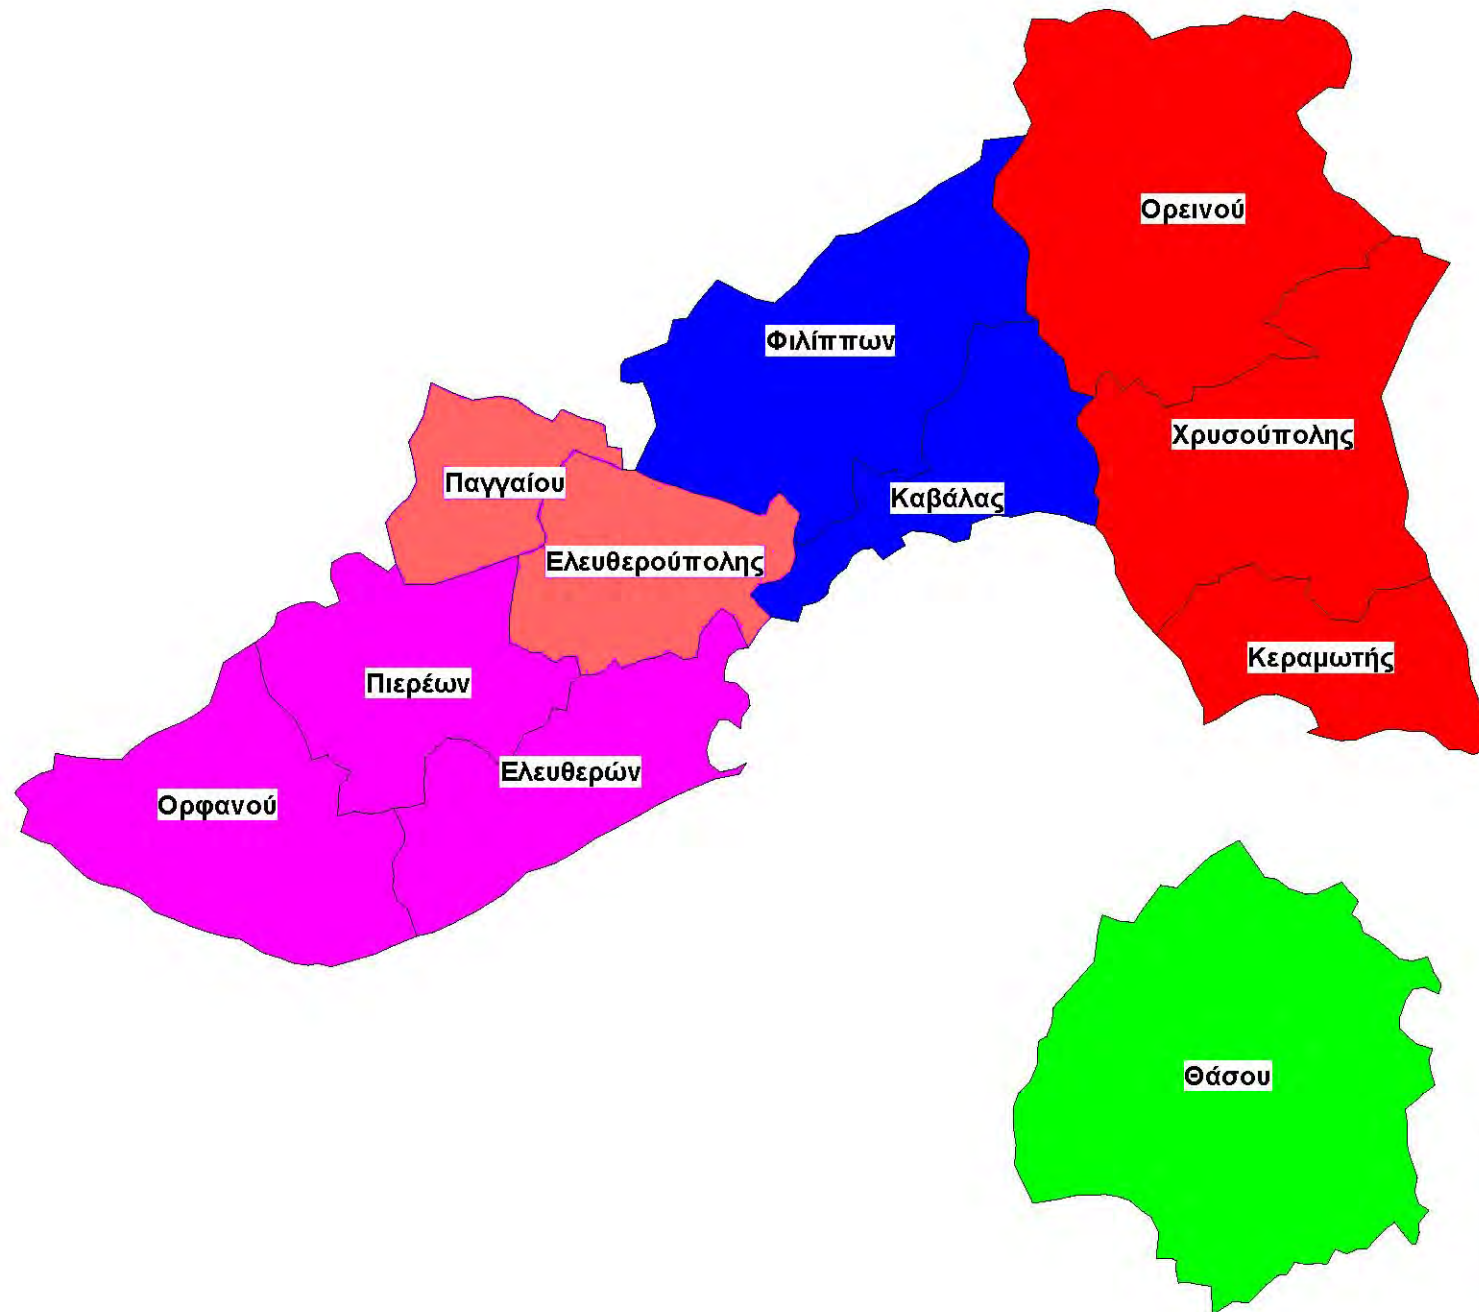 Ορεινού
Φιλίππων
Χρυσούπολης
Παγγαίου
Καβάλας
Ελευθερούπολης
Κεραμωτής
Πιερέων
Ελευθερών
Ορφανού
Θάσου